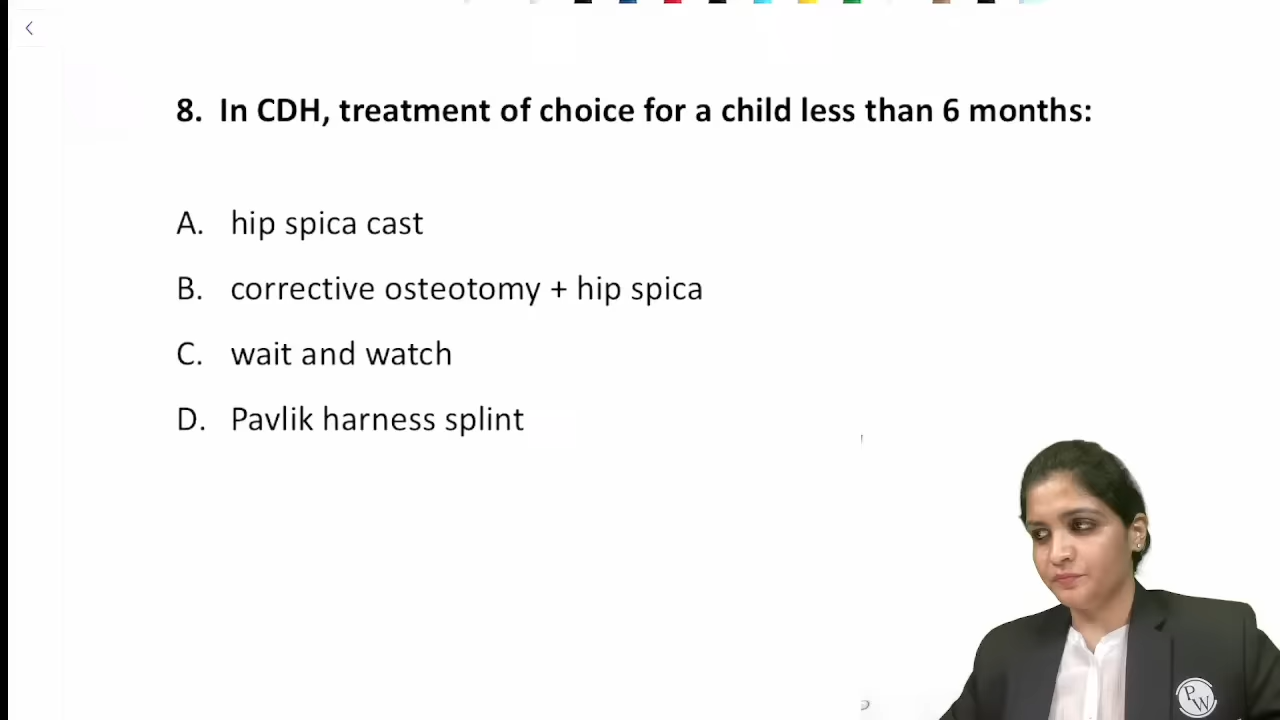 8. In CDH, treatment of choice for a child less than 6 months:
A. hip spica cast
B. corrective osteotomy + hip spica
C. wait and watch
D. Pavlik harness splint
PW